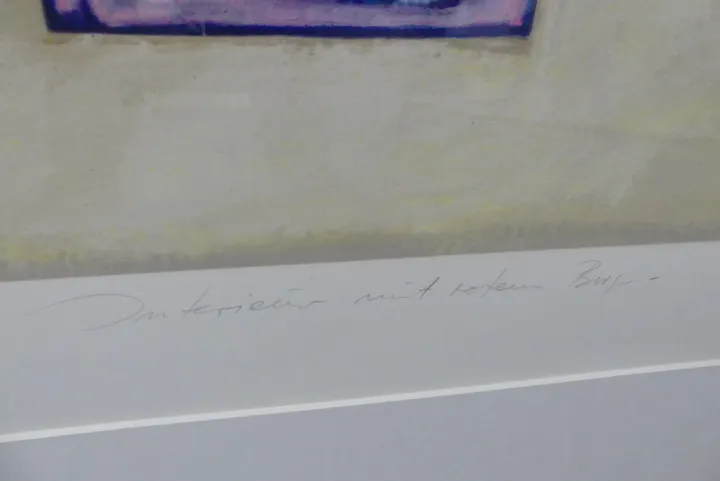 Interieur mit rotem